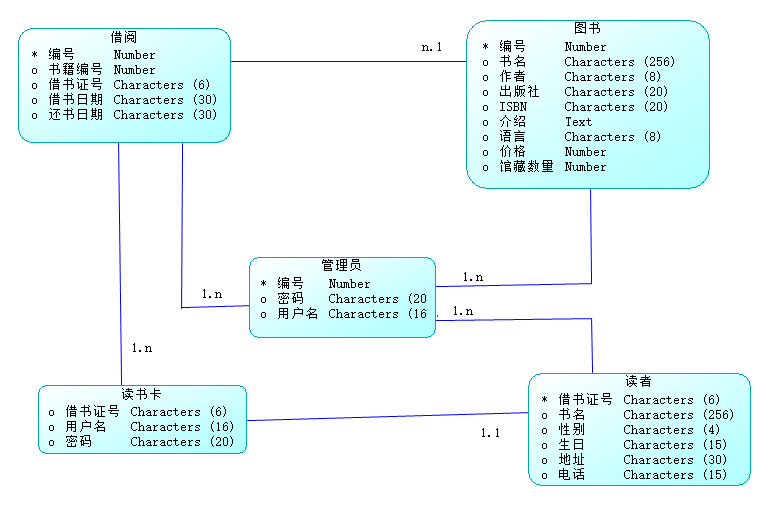 借阅
* 编号 Number
o 书籍编号 Number
o 借书证号 Characters (6)
o 借书日期 Characters (30)
o 还书日期 Characters (30)
n.1
图书
* 编号 Number
o 书名 Characters (256)
o 作者 Characters (8)
o 出版社 Characters (20)
o ISBN Characters (20)
o 介绍 Text
o 语言 Characters (8)
o 价格 Number
o 馆藏数量 Number
管理员
* 编号 Number
o 密码 Characters (20
o 用户名 Characters (16
1.n
1.n
1.n
1.n
读书卡
o 借书证号 Characters (6)
o 用户名 Characters (16)
o 密码 Characters (20)
1.1
读者
* 借书证号 Characters (6)
o 书名 Characters (256)
o 性别 Characters (4)
o 生日 Characters (15)
o 地址 Characters (30)
o 电话 Characters (15)